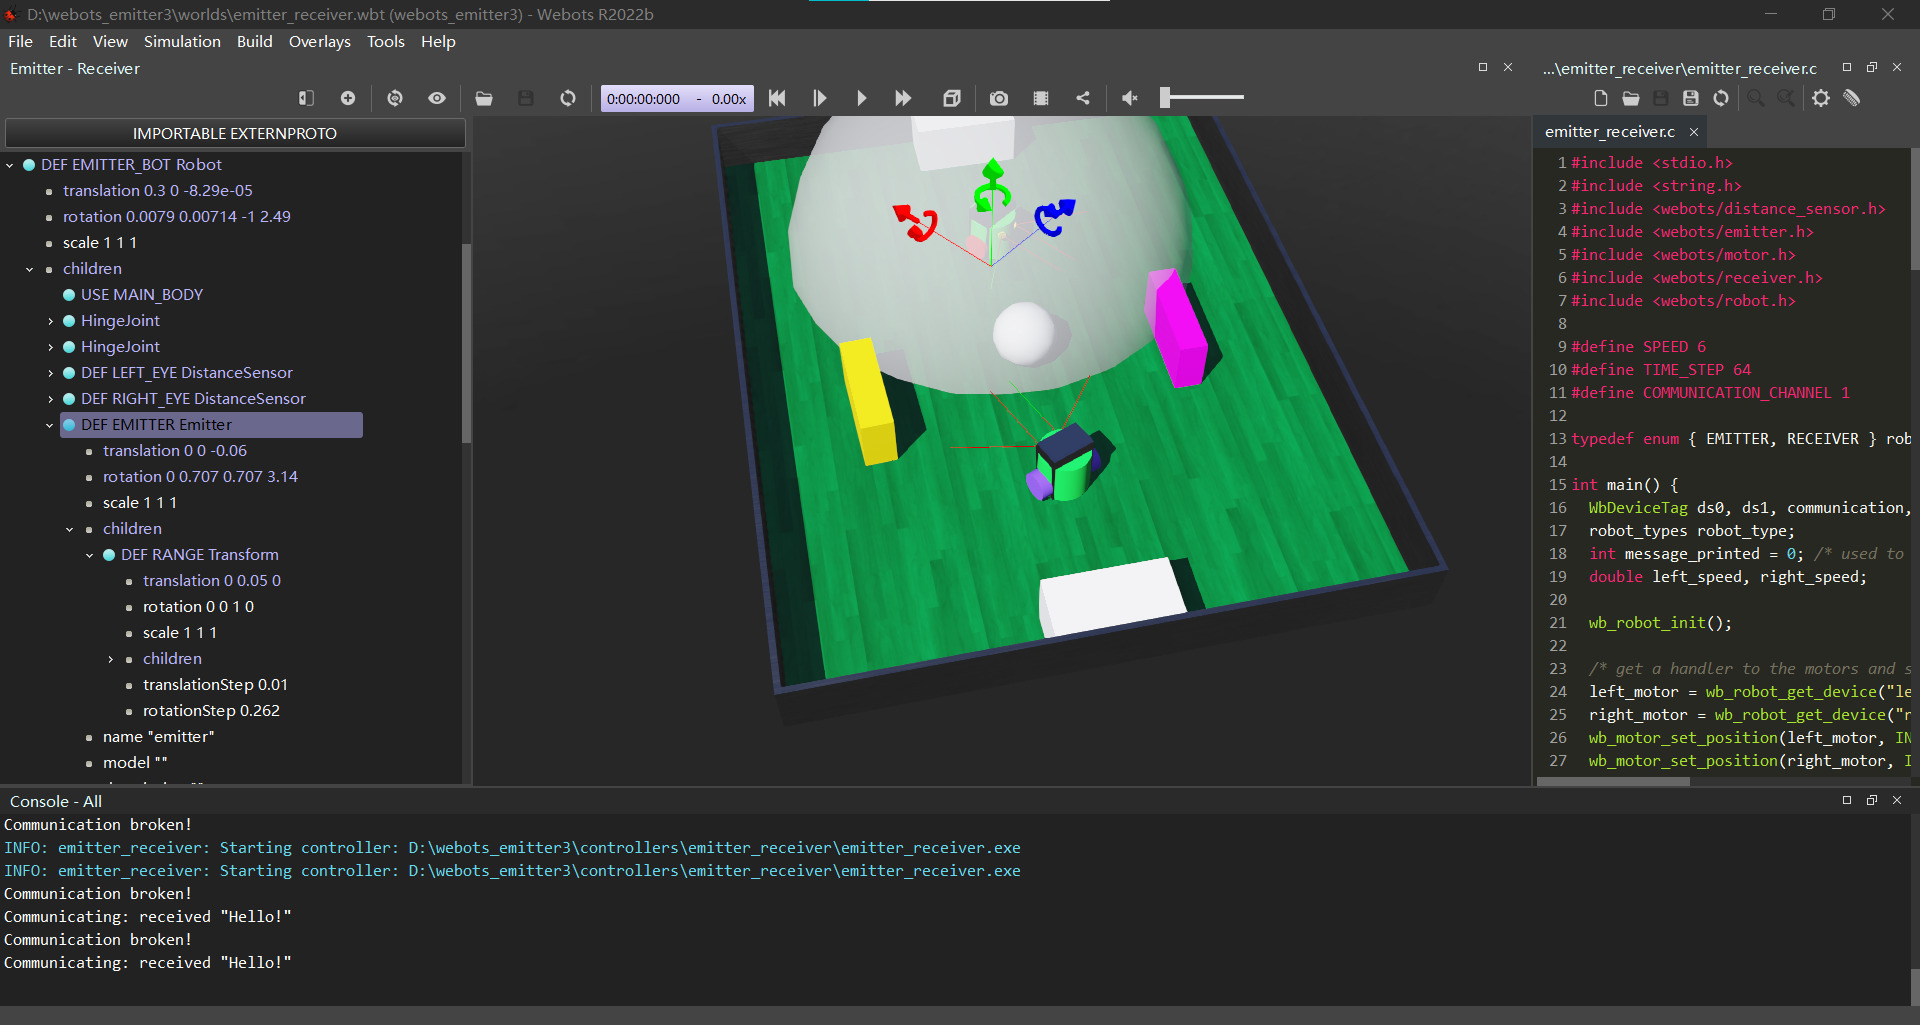 D:\webots_emitter3\worlds\emitter_receiver.wbt (webots_emitter3) - Webots R2022b
File Edit View Simulation Build Overlays Tools Help
Emitter - Receiver
...\emitter_receiver\emitter_receiver.c
0:00:00:000 - 0.00x
IMPORTABLE EXTERNPROTO
DEF EMITTER_BOT Robot
translation 0.3 0 -8.29e-05
rotation 0.0079 0.00714 -1 2.49
scale 1 1 1
children
USE MAIN_BODY
HingeJoint
HingeJoint
DEF LEFT_EYE DistanceSensor
DEF RIGHT_EYE DistanceSensor
DEF EMITTER Emitter
translation 0 0 -0.06
rotation 0 0.707 0.707 3.14
scale 1 1 1
children
DEF RANGE Transform
translation 0 0.05 0
rotation 0 0 1 0
scale 1 1 1
children
translationStep 0.01
rotationStep 0.262
name "emitter"
model ""
emitter_receiver.c
1 #include <stdio.h>
2 #include <string.h>
3 #include <webots/distance_sensor.h>
4 #include <webots/emitter.h>
5 #include <webots/motor.h>
6 #include <webots/receiver.h>
7 #include <webots/robot.h>
8
9 #define SPEED 6
10 #define TIME_STEP 64
11 #define COMMUNICATION_CHANNEL 1
12
13 typedef enum { EMITTER, RECEIVER } rob
14
15 int main() {
16 WbDeviceTag ds0, ds1, communication,
17 robot_types robot_type;
18 int message_printed = 0; /* used to
19 double left_speed, right_speed;
20
21 wb_robot_init();
22
23 /* get a handler to the motors and s
24 left_motor = wb_robot_get_device("le
25 right_motor = wb_robot_get_device("r
26 wb_motor_set_position(left_motor, IN
27 wb_motor_set_position(right_motor, I
Console - All
Communication broken!
INFO: emitter_receiver: Starting controller: D:\webots_emitter3\controllers\emitter_receiver\emitter_receiver.exe
INFO: emitter_receiver: Starting controller: D:\webots_emitter3\controllers\emitter_receiver\emitter_receiver.exe
Communication broken!
Communicating: received "Hello!"
Communication broken!
Communicating: received "Hello!"